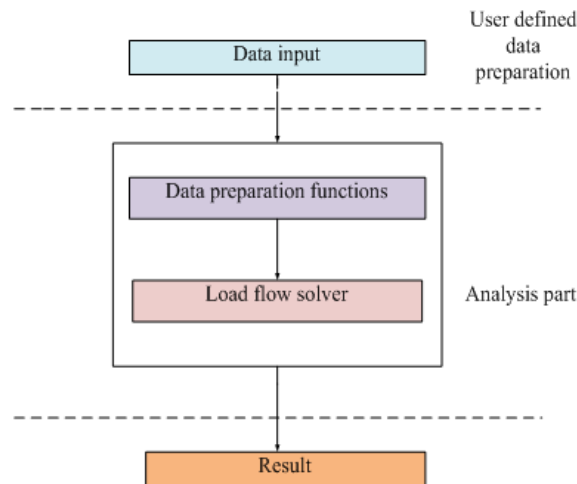 User defined
data
preparation
Data input
Data preparation functions
Load flow solver
Analysis part
Result